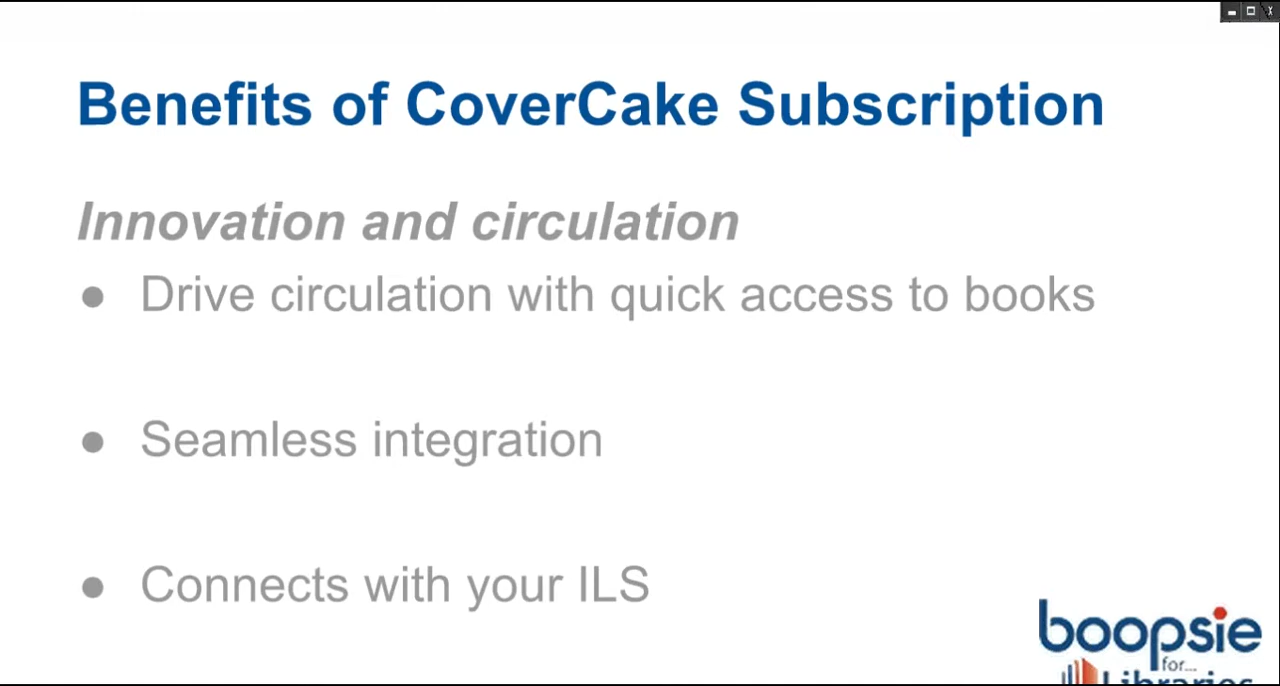 Benefits of CoverCake Subscription
Innovation and circulation
● Drive circulation with quick access to books
● Seamless integration
● Connects with your ILS
boopsie
for...
Libraries